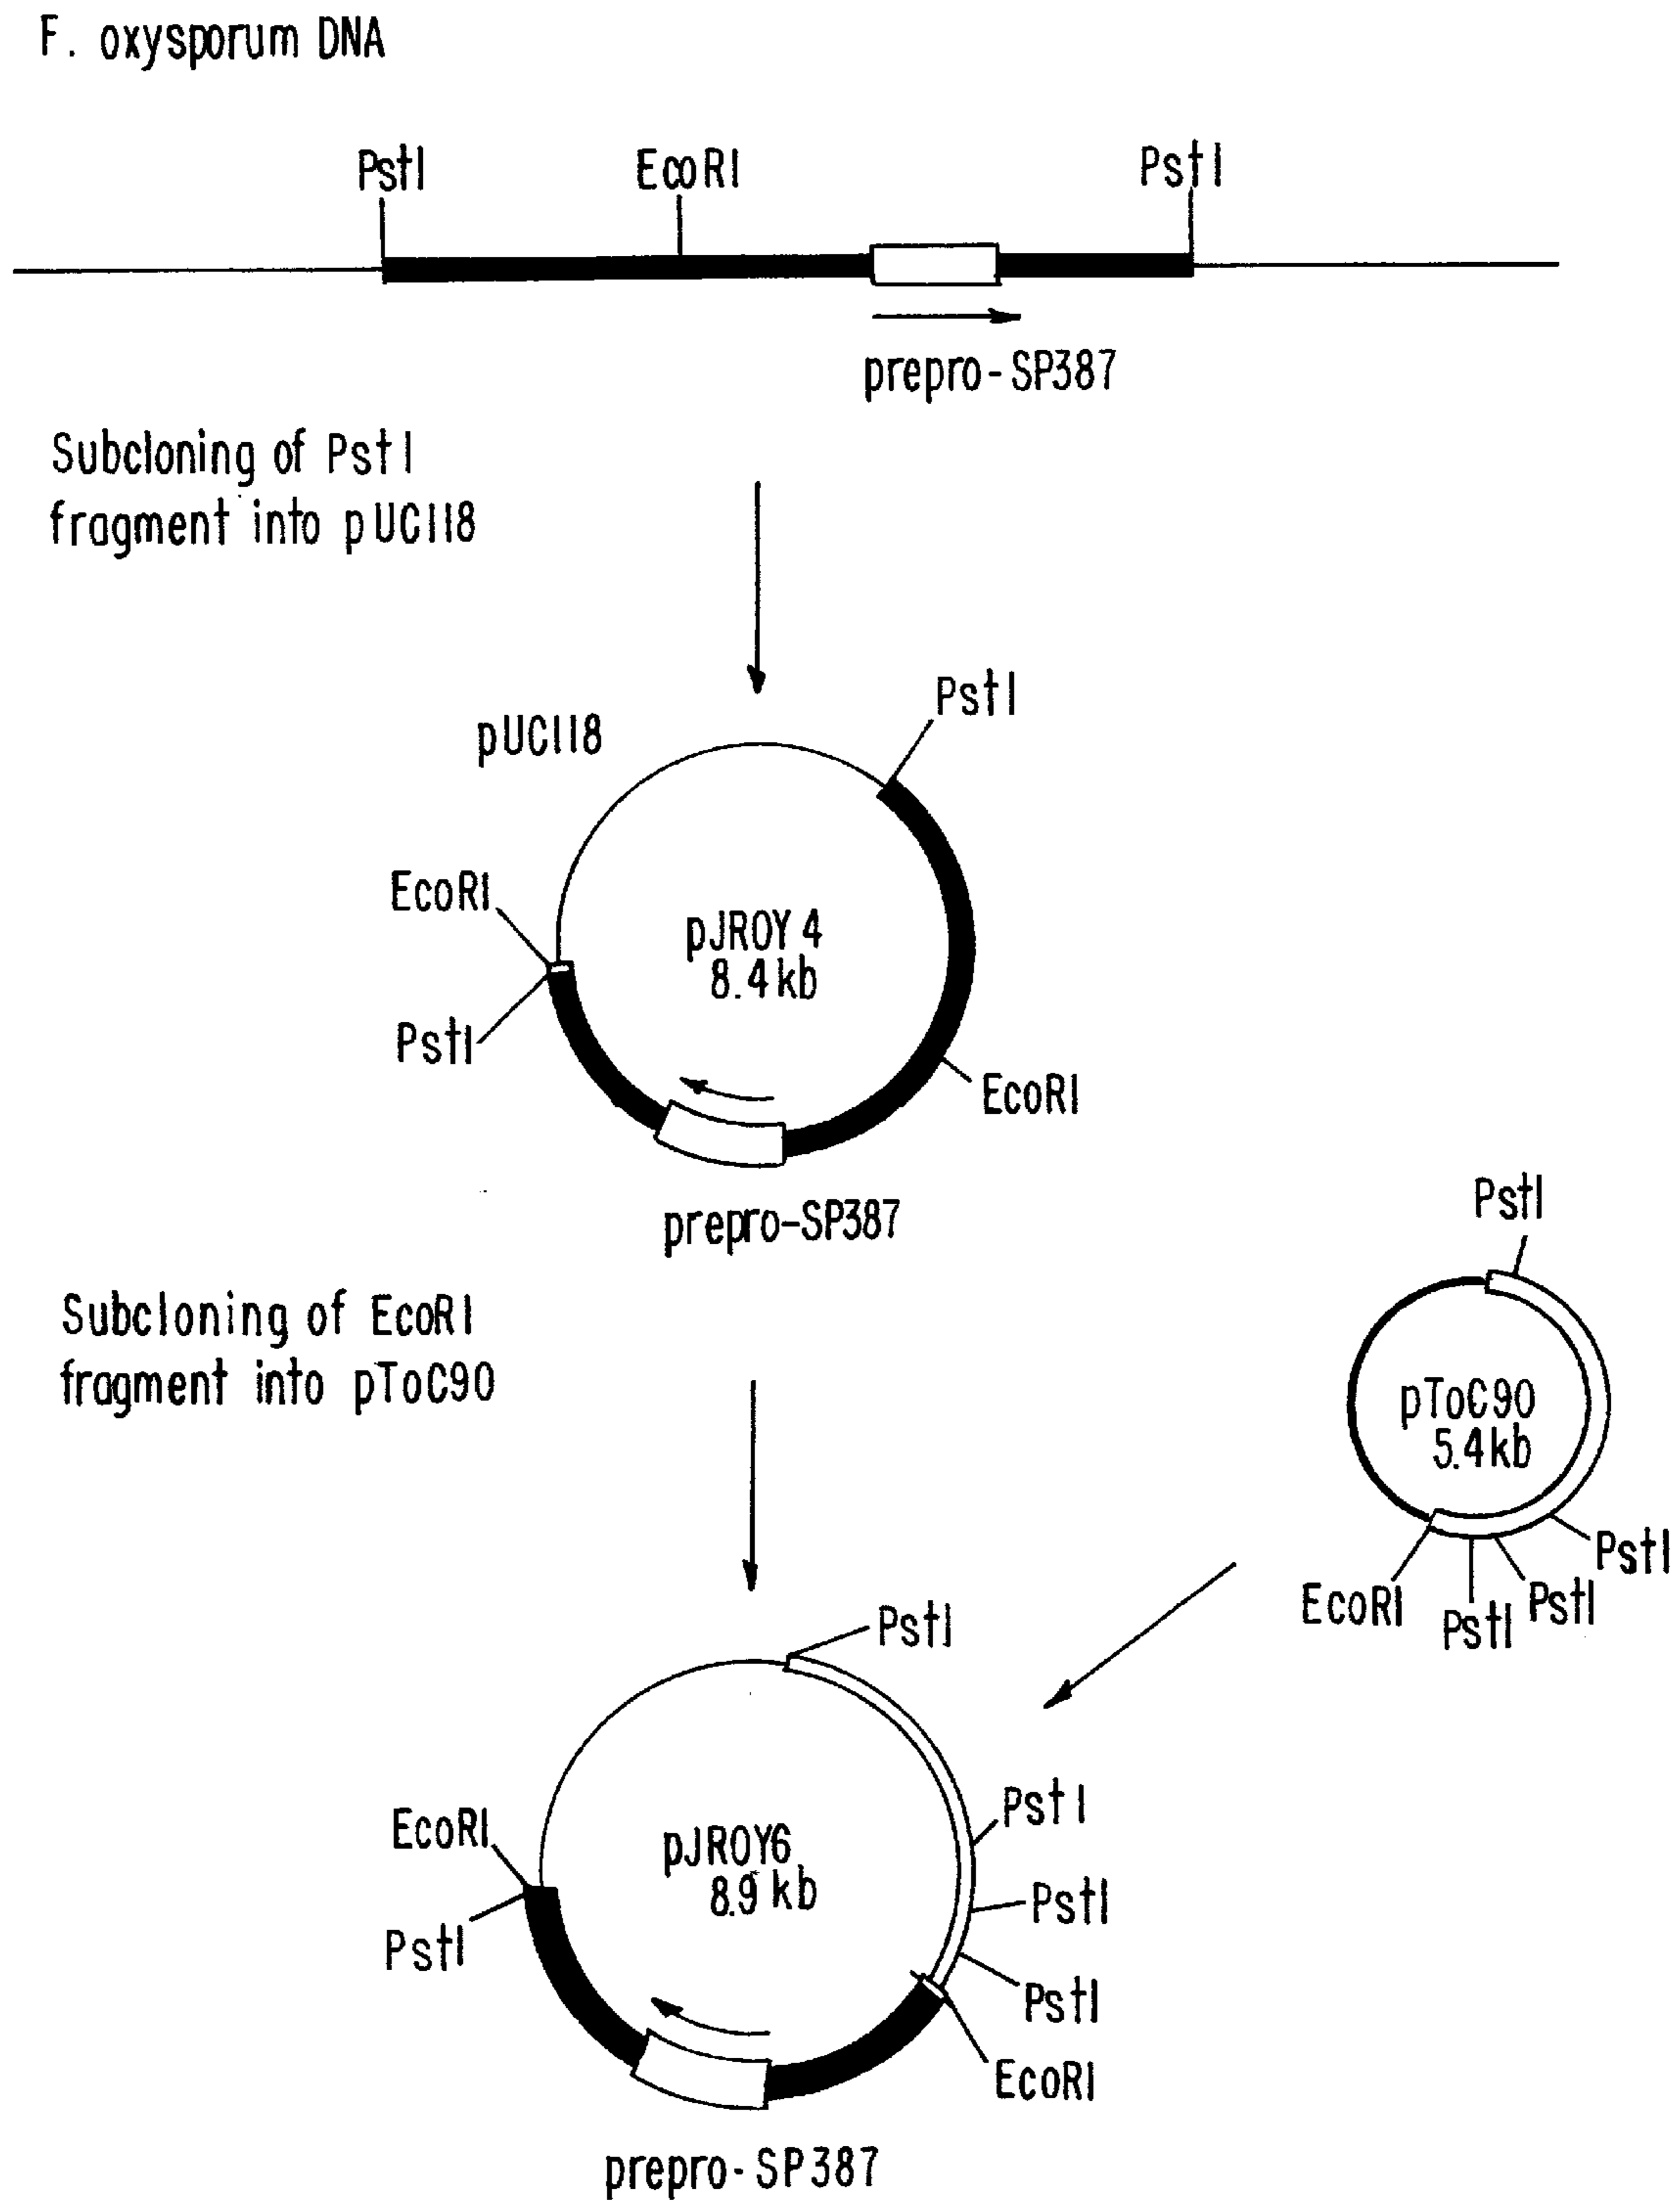 F. oxysporum DNA
PstI
EcoRI
PstI
prepro-SP387
Subcloning of PstI
fragment into pUC118
PstI
pUC118
EcoRI
pJROY4
8.4kb
PstI
EcoRI
prepro-SP387
PstI
Subcloning of EcoRI
fragment into pToC90
pToC90
5.4kb
PstI
EcoRI
PstI
PstI
PstI
PstI
EcoRI
pJROY6
8.9kb
PstI
PstI
PstI
EcoRI
prepro-SP387